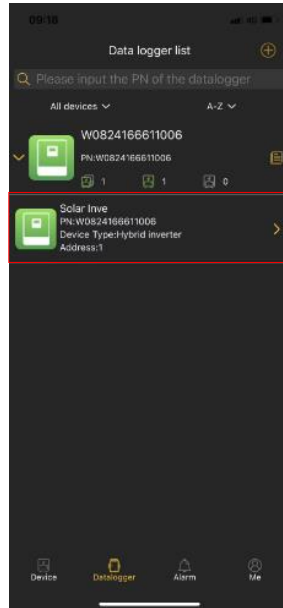 09:16
Data logger list
Please input the PN of the datalogger
All devices
A-Z
W0824166611006
PN:W0824166611006
1 1 0
Solar Inve
PN:W0824166611006
Device Type:Hybrid inverter
Address:1
Device Datalogger Alarm Me